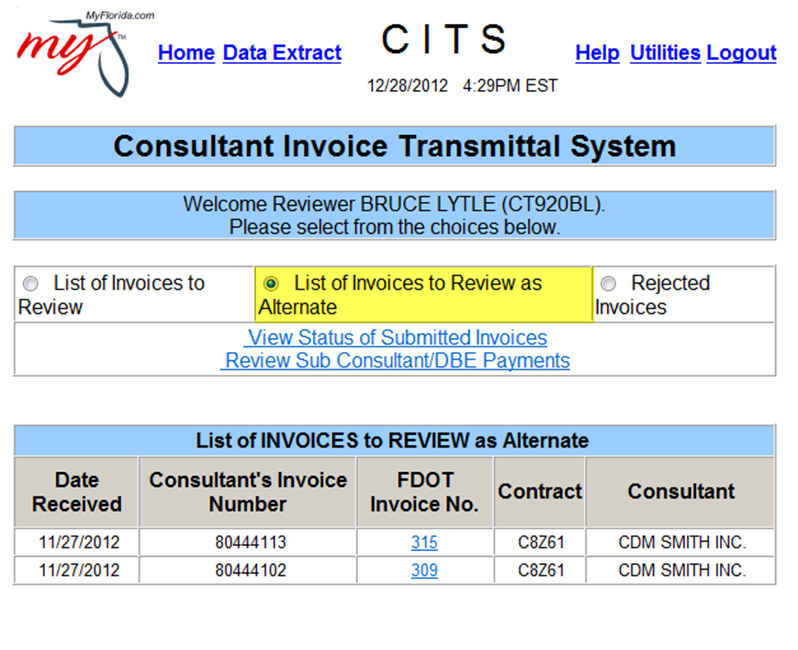 MyFlorida.com
my TM
Home Data Extract
CITS
Help Utilities Logout
12/28/2012 4:29PM EST
Consultant Invoice Transmittal System
Welcome Reviewer BRUCE LYTLE (CT920BL).
Please select from the choices below.
List of Invoices to
Review
List of Invoices to Review as
Alternate
Rejected
Invoices
View Status of Submitted Invoices
Review Sub Consultant/DBE Payments
List of INVOICES to REVIEW as Alternate
Date
Received
Consultant's Invoice
Number
FDOT
Invoice No.
Contract
Consultant
11/27/2012 80444113 315 C8Z61 CDM SMITH INC.
11/27/2012 80444102 309 C8Z61 CDM SMITH INC.